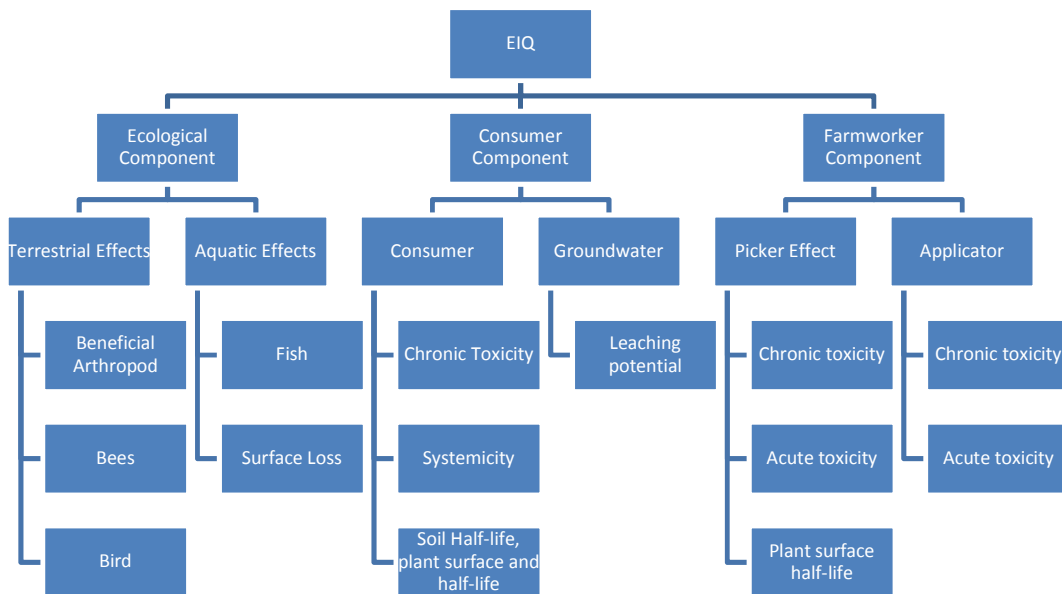 EIQ
Ecological
Component
Consumer
Component
Farmworker
Component
Terrestrial Effects
Aquatic Effects
Consumer
Groundwater
Picker Effect
Applicator
Beneficial
Arthropod
Fish
Chronic Toxicity
Leaching
potential
Chronic toxicity
Chronic toxicity
Bees
Surface Loss
Systemicity
Acute toxicity
Acute toxicity
Bird
Soil Half-life,
plant surface and
half-life
Plant surface
half-life